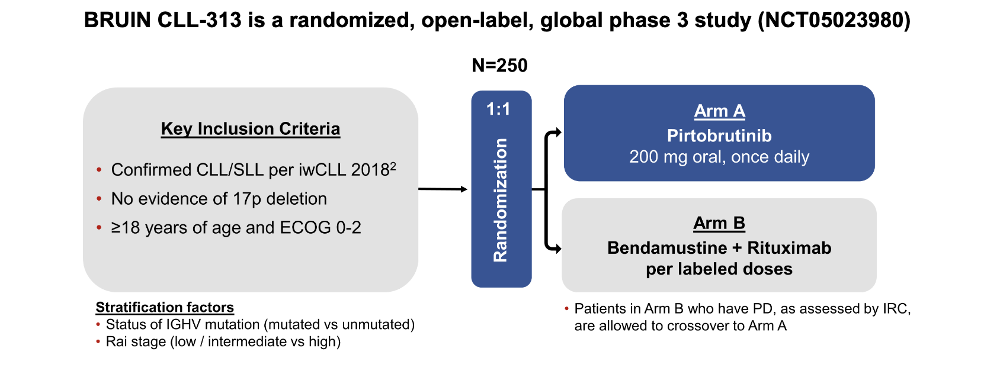 BRUIN CLL-313 is a randomized, open-label, global phase 3 study (NCT05023980)
N=250
Key Inclusion Criteria
• Confirmed CLL/SLL per iwCLL 2018²
• No evidence of 17p deletion
• ≥18 years of age and ECOG 0-2
Stratification factors
• Status of IGHV mutation (mutated vs unmutated)
• Rai stage (low / intermediate vs high)
1:1
Randomization
Arm A
Pirtobrutinib
200 mg oral, once daily
Arm B
Bendamustine + Rituximab
per labeled doses
• Patients in Arm B who have PD, as assessed by IRC,
are allowed to crossover to Arm A